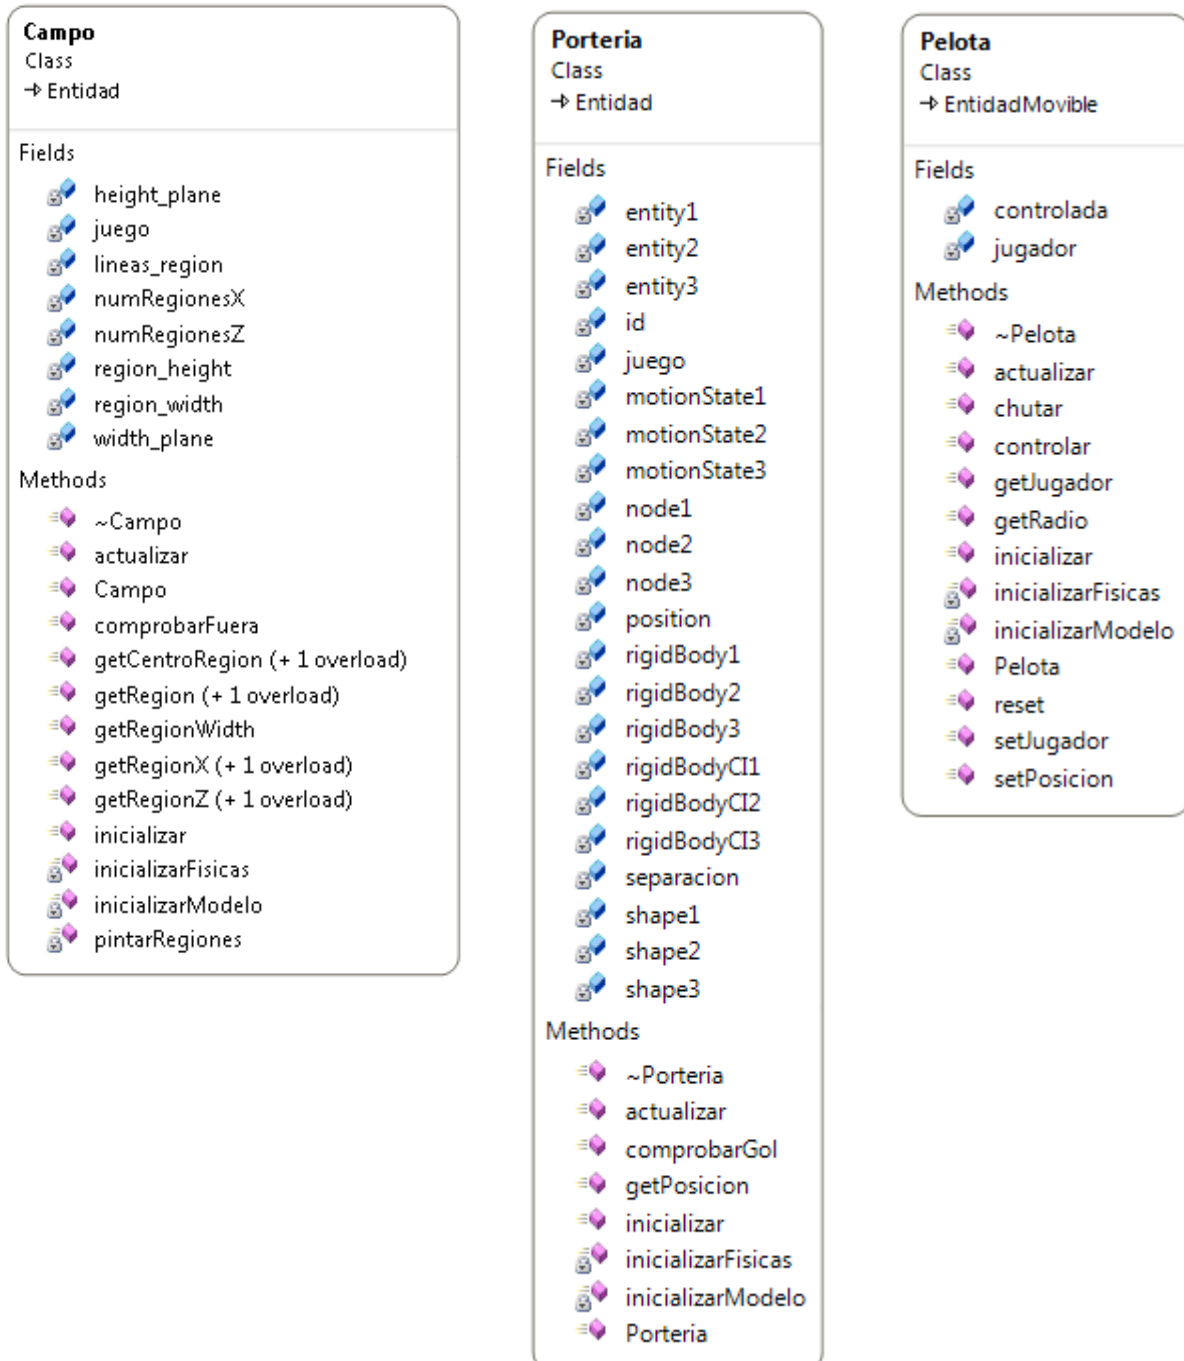 Campo
Class
Entidad
Fields
height_plane
juego
lineas_region
numRegionesX
numRegionesZ
region_height
region_width
width_plane
Methods
~Campo
actualizar
Campo
comprobarFuera
getCentroRegion (+ 1 overload)
getRegion (+ 1 overload)
getRegionWidth
getRegionX (+ 1 overload)
getRegionZ (+ 1 overload)
inicializar
inicializarFisicas
inicializarModelo
pintarRegiones
Porteria
Class
Entidad
Fields
entity1
entity2
entity3
id
juego
motionState1
motionState2
motionState3
node1
node2
node3
position
rigidBody1
rigidBody2
rigidBody3
rigidBodyCI1
rigidBodyCI2
rigidBodyCI3
separacion
shape1
shape2
shape3
Methods
~Porteria
actualizar
comprobarGol
getPosicion
inicializar
inicializarFisicas
inicializarModelo
Porteria
Pelota
Class
EntidadMovible
Fields
controlada
jugador
Methods
~Pelota
actualizar
chutar
controlar
getJugador
getRadio
inicializar
inicializarFisicas
inicializarModelo
Pelota
reset
setJugador
setPosicion